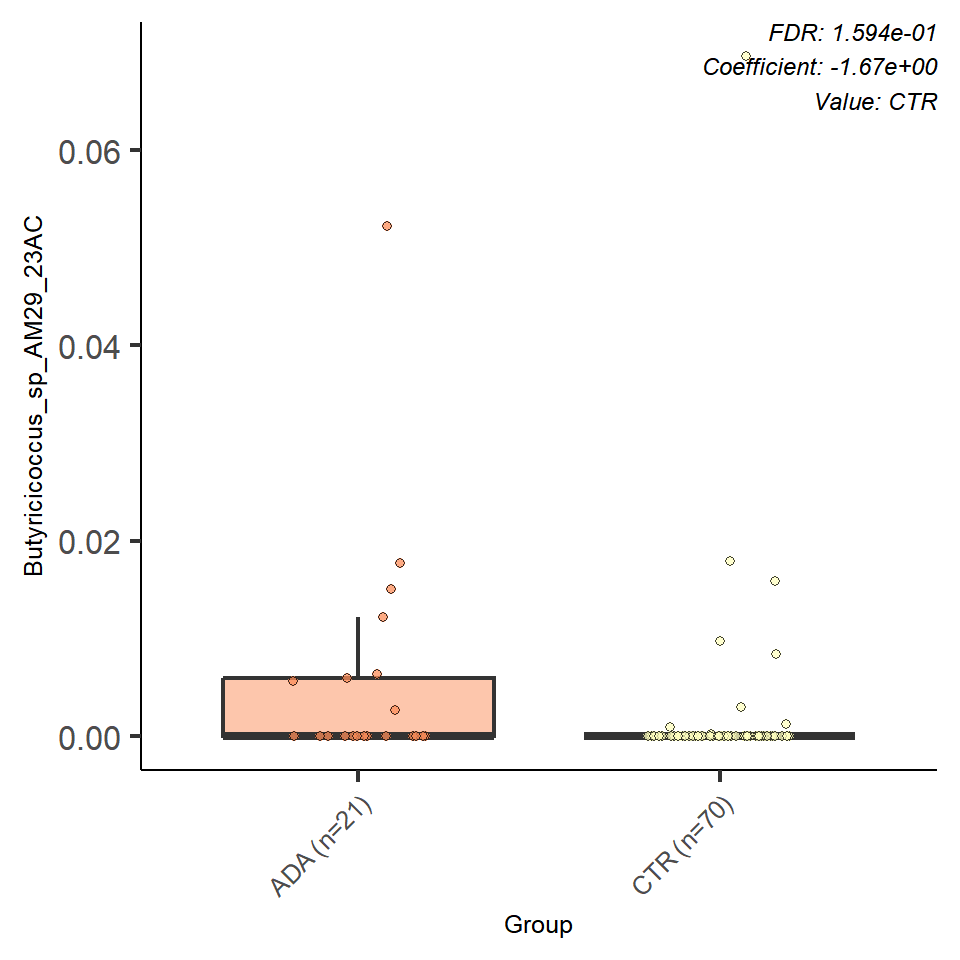 FDR: 1.594e-01
Coefficient: -1.67e+00
Value: CTR
Butyricicoccus_sp_AM29_23AC
0.06
0.04
0.02
0.00
ADA (n=21)
CTR (n=70)
Group